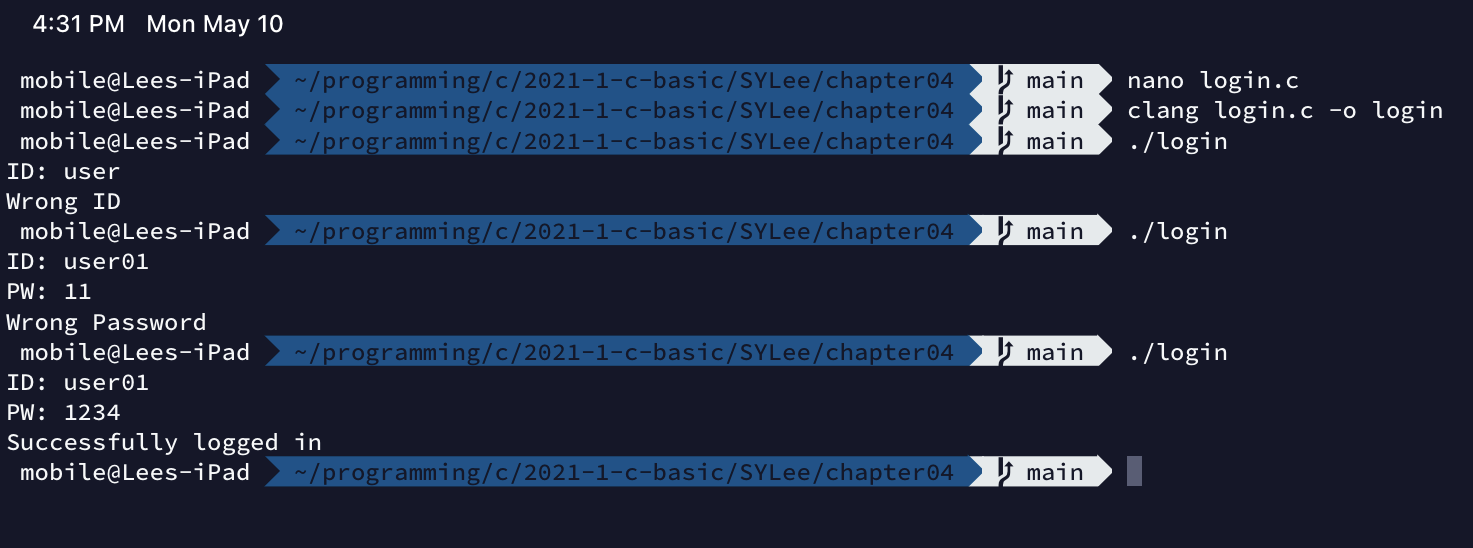 4:31 PM Mon May 10
mobile@Lees-iPad ~/programming/c/2021-1-c-basic/SYLee/chapter04 main nano login.c
mobile@Lees-iPad ~/programming/c/2021-1-c-basic/SYLee/chapter04 main clang login.c -o login
mobile@Lees-iPad ~/programming/c/2021-1-c-basic/SYLee/chapter04 main ./login
ID: user
Wrong ID
mobile@Lees-iPad ~/programming/c/2021-1-c-basic/SYLee/chapter04 main ./login
ID: user01
PW: 11
Wrong Password
mobile@Lees-iPad ~/programming/c/2021-1-c-basic/SYLee/chapter04 main ./login
ID: user01
PW: 1234
Successfully logged in
mobile@Lees-iPad ~/programming/c/2021-1-c-basic/SYLee/chapter04 main